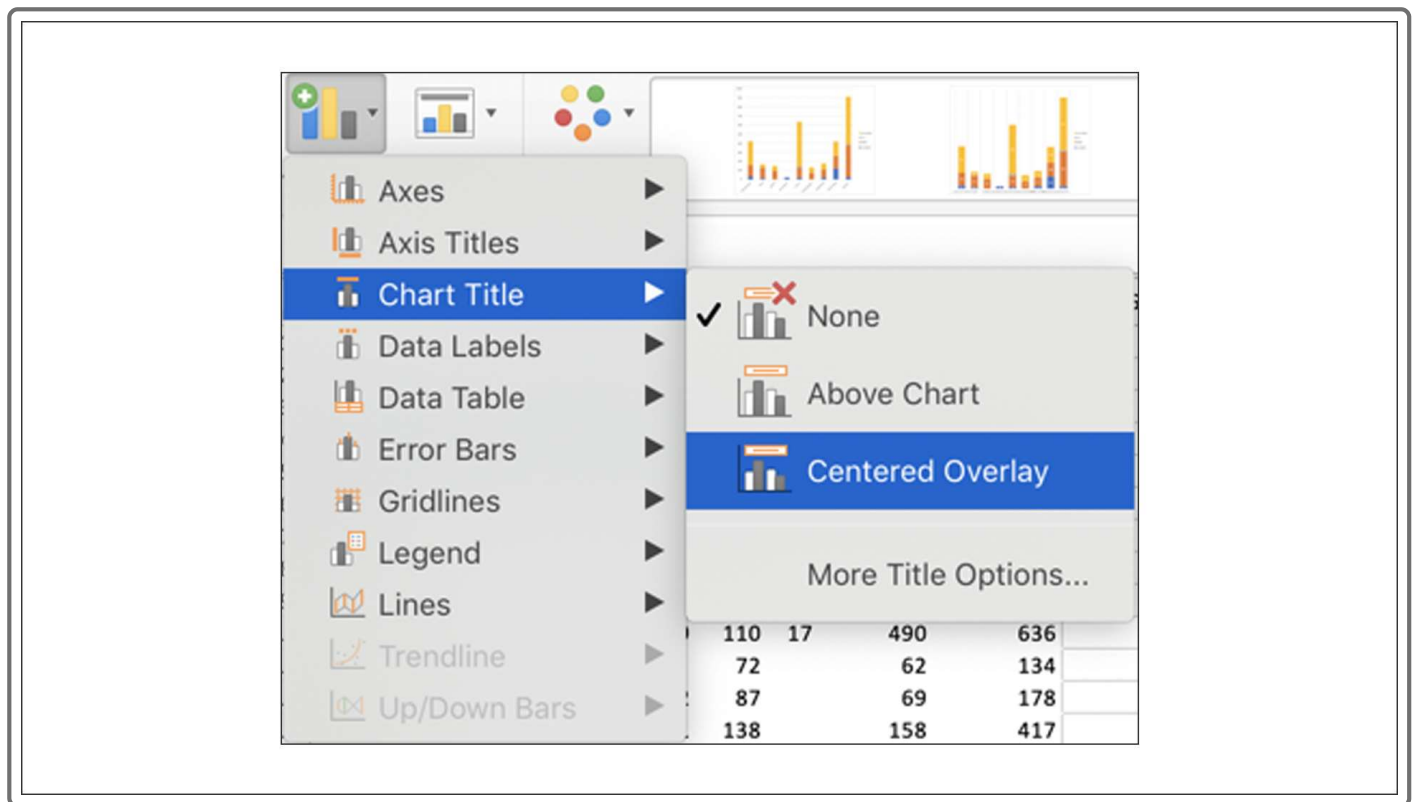 Axes
Axis Titles
Chart Title
Data Labels
Data Table
Error Bars
Gridlines
Legend
Lines
Trendline
Up/Down Bars
None
Above Chart
Centered Overlay
More Title Options...
110 17 490 636
72 62 134
87 69 178
138 158 417